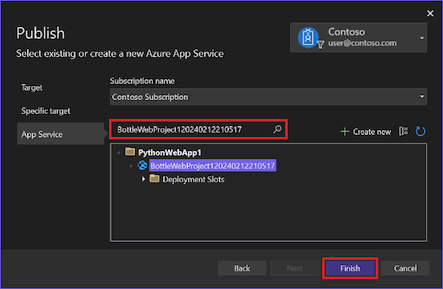 Publish
Select existing or create a new Azure App Service
Contoso
user@contoso.com
Target
Specific target
App Service
Subscription name
Contoso Subscription
BottleWebProject120240212210517
Create new
PythonWebApp1
BottleWebProject120240212210517
Deployment Slots
Back
Next
Finish
Cancel